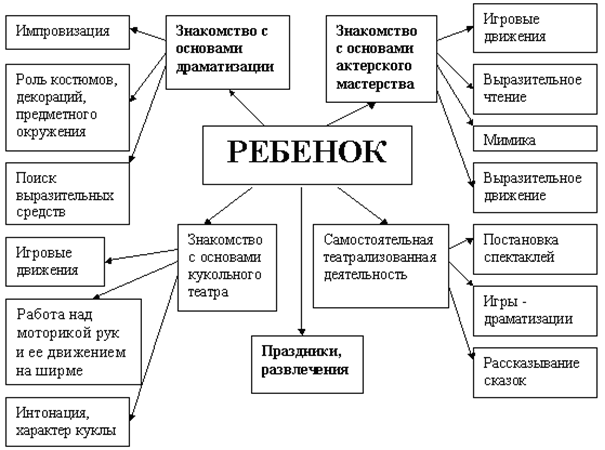 Импровизация
Роль костюмов,
декораций,
предметного
окружения
Поиск
выразительных
средств
Знакомство с
основами
драматизации
Знакомство
с основами
актерского
мастерства
Игровые
движения
Выразительное
чтение
Мимика
Выразительное
движение
РЕБЕНОК
Игровые
движения
Работа над
моторикой рук
и ее движением
на ширме
Интонация,
характер куклы
Знакомство
с основами
кукольного
театра
Самостоятельная
театрализованная
деятельность
Праздники,
развлечения
Постановка
спектаклей
Игры -
драматизации
Рассказывание
сказок